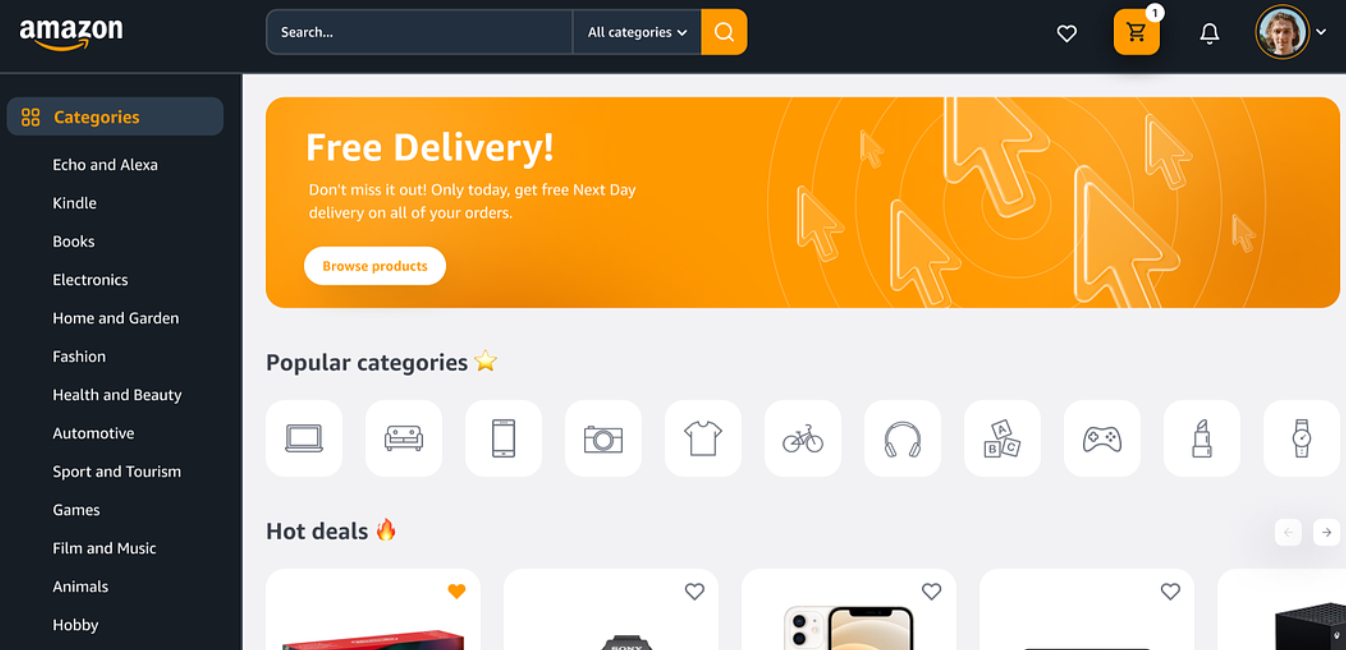 amazon
Search...
All categories
1
Categories
Echo and Alexa
Kindle
Books
Electronics
Home and Garden
Fashion
Health and Beauty
Automotive
Sport and Tourism
Games
Film and Music
Animals
Hobby
Free Delivery!
Don't miss it out! Only today, get free Next Day
delivery on all of your orders.
Browse products
Popular categories ⭐
A
B C
Hot deals 🔥
SONY